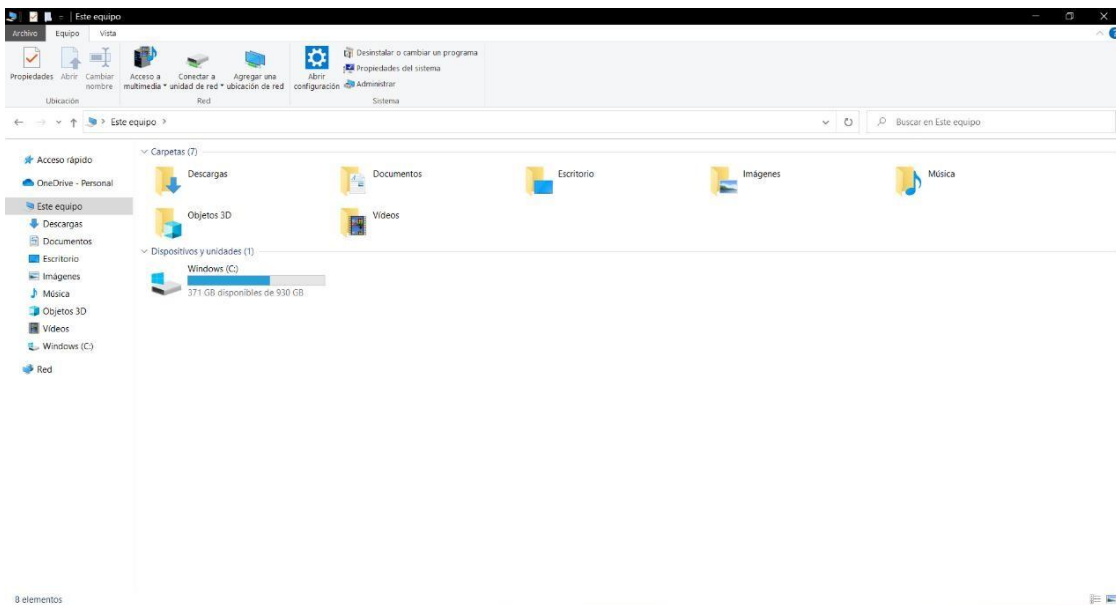 Este equipo
Archivo Equipo Vista
Propiedades Abrir Cambiar nombre
Acceso a multimedia Conectar a unidad de red Agregar una ubicación de red
Abrir configuración
Desinstalar o cambiar un programa
Propiedades del sistema
Administrar
Ubicación Red Sistema
Este equipo
Buscar en Este equipo
Acceso rápido
OneDrive - Personal
Este equipo
Descargas
Documentos
Escritorio
Imágenes
Música
Objetos 3D
Vídeos
Windows (C:)
Red
Carpetas (7)
Descargas Documentos Escritorio Imágenes Música
Objetos 3D Vídeos
Dispositivos y unidades (1)
Windows (C:)
371 GB disponibles de 930 GB
8 elementos